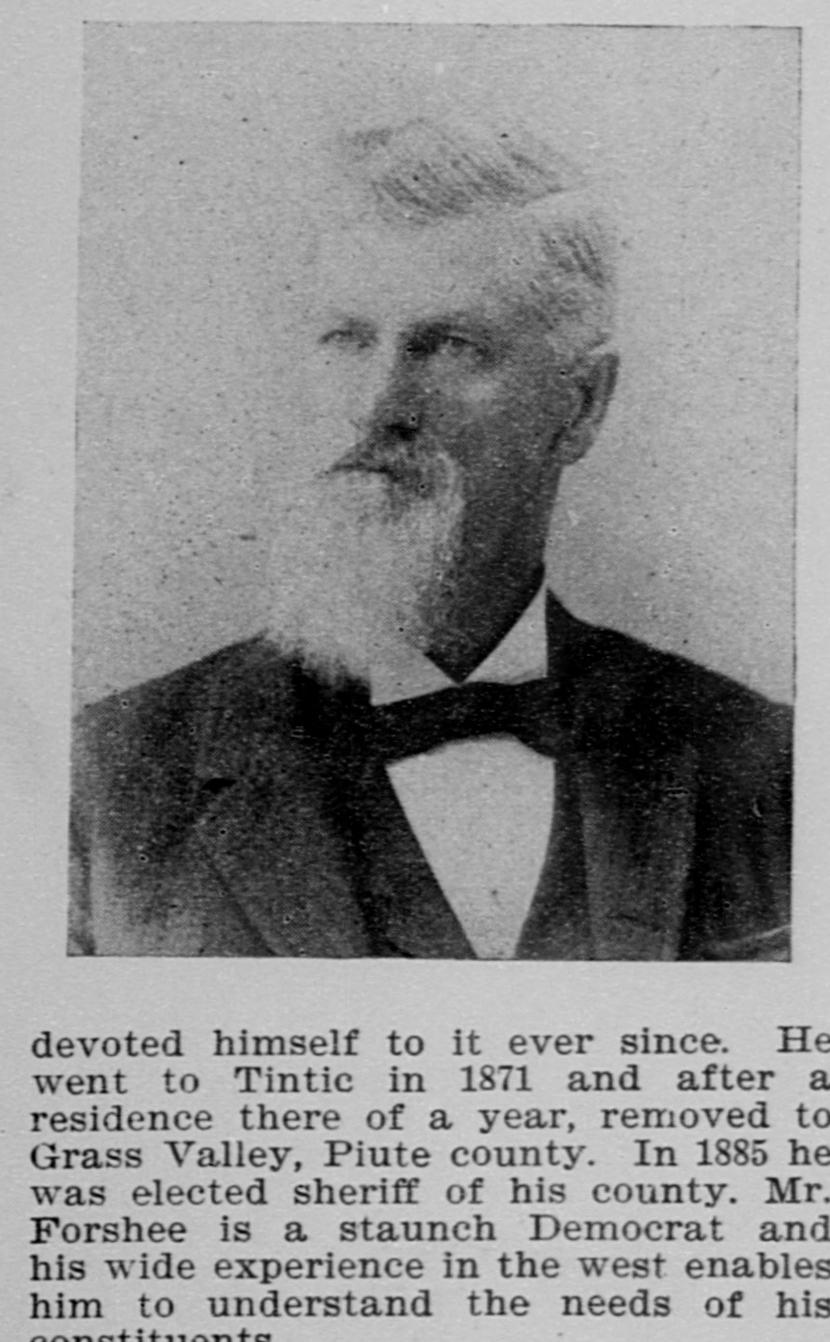 devoted himself to it ever since. He
went to Tintic in 1871 and after a
residence there of a year, removed to
Grass Valley, Piute county. In 1885 he
was elected sheriff of his county. Mr.
Forshee is a staunch Democrat and
his wide experience in the west enables
him to understand the needs of his
constituents.